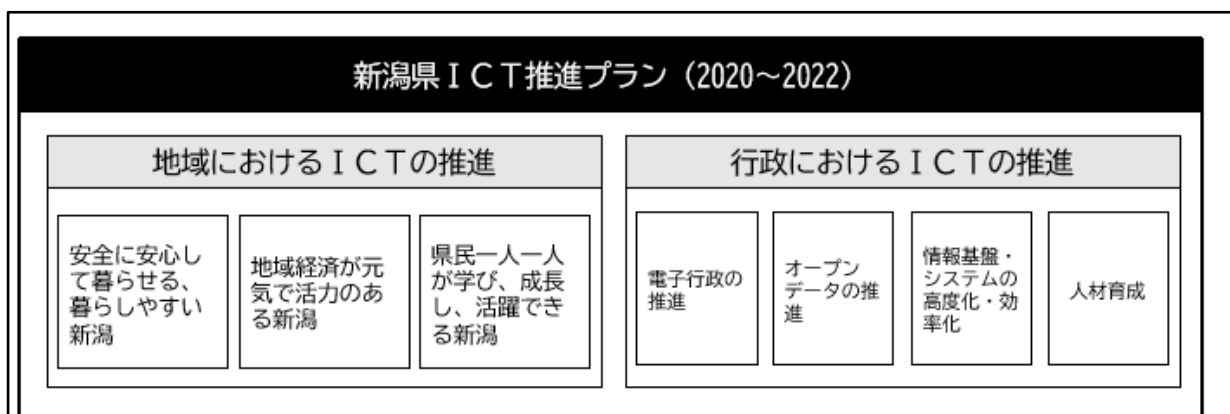 新潟県ＩＣＴ推進プラン（2020～2022）
地域におけるＩＣＴの推進
安全に安心し
て暮らせる、
暮らしやすい
新潟
地域経済が元
気で活力のあ
る新潟
県民一人一人
が学び、成長
し、活躍でき
る新潟
行政におけるＩＣＴの推進
電子行政の
推進
オープン
データの推
進
情報基盤・
システムの
高度化・効
率化
人材育成